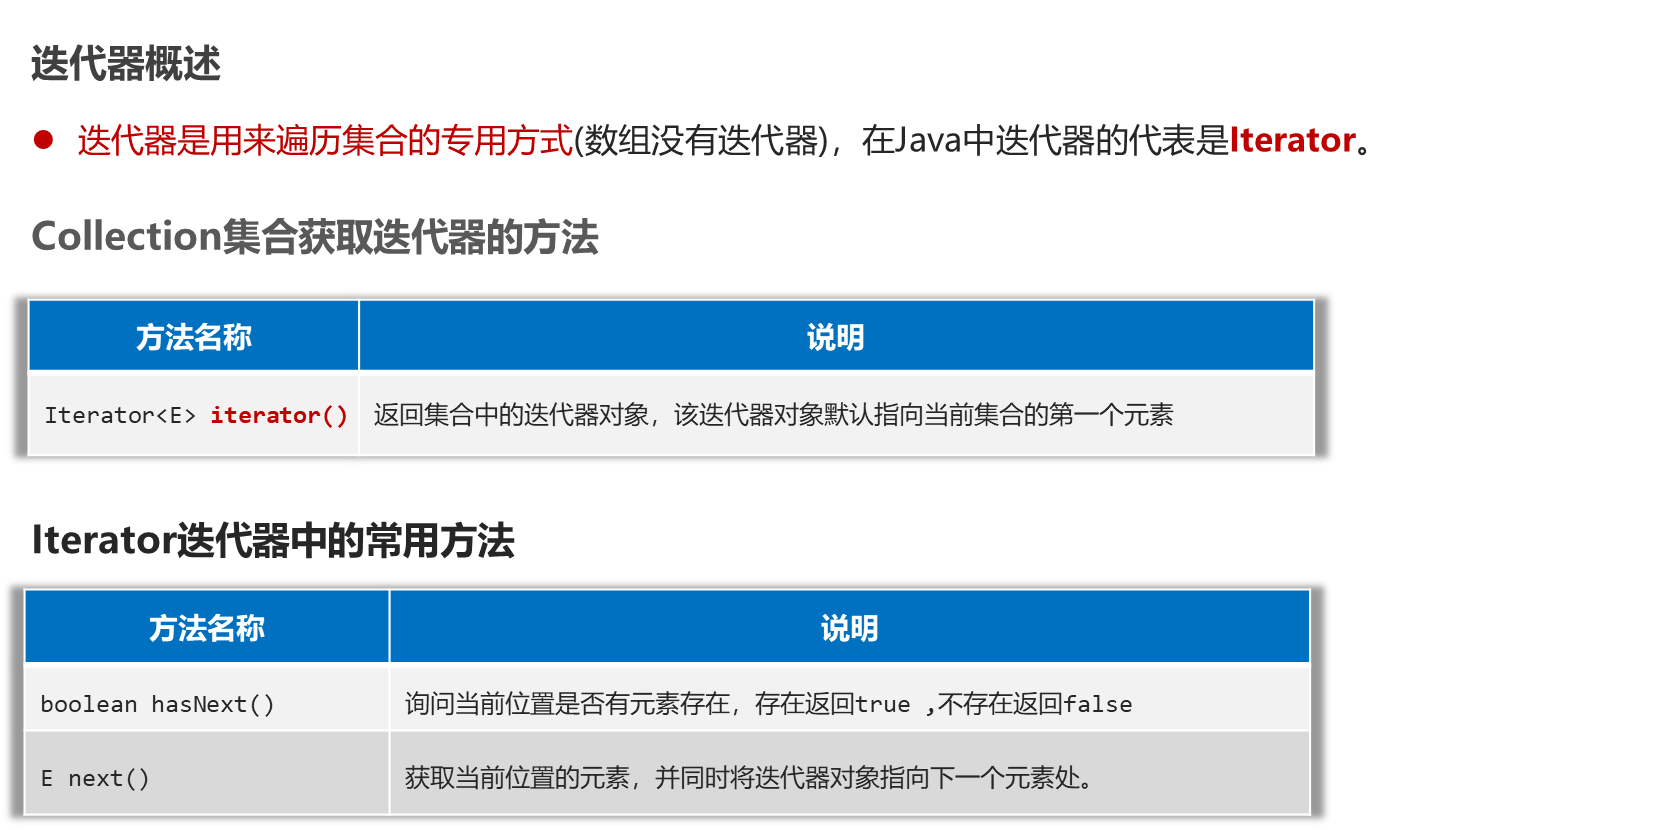 迭代器概述
● 迭代器是用来遍历集合的专用方式(数组没有迭代器)，在Java中迭代器的代表是Iterator。
Collection集合获取迭代器的方法
方法名称 说明
Iterator<E> iterator() 返回集合中的迭代器对象，该迭代器对象默认指向当前集合的第一个元素
Iterator迭代器中的常用方法
方法名称 说明
boolean hasNext() 询问当前位置是否有元素存在，存在返回true ,不存在返回false
E next() 获取当前位置的元素，并同时将迭代器对象指向下一个元素处。